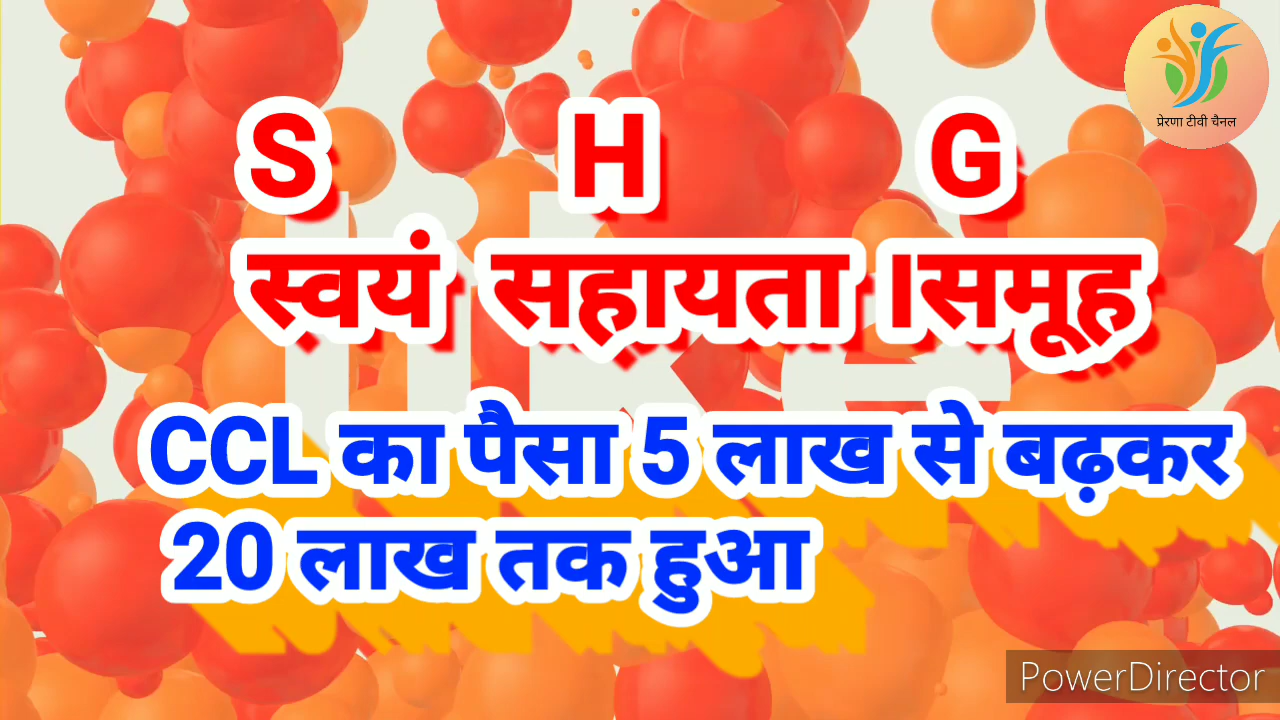 प्रेरणा टीवी चैनल
S H G
स्वयं सहायता ।समूह
CCL का पैसा 5 लाख से बढ़कर
20 लाख तक हुआ
PowerDirector